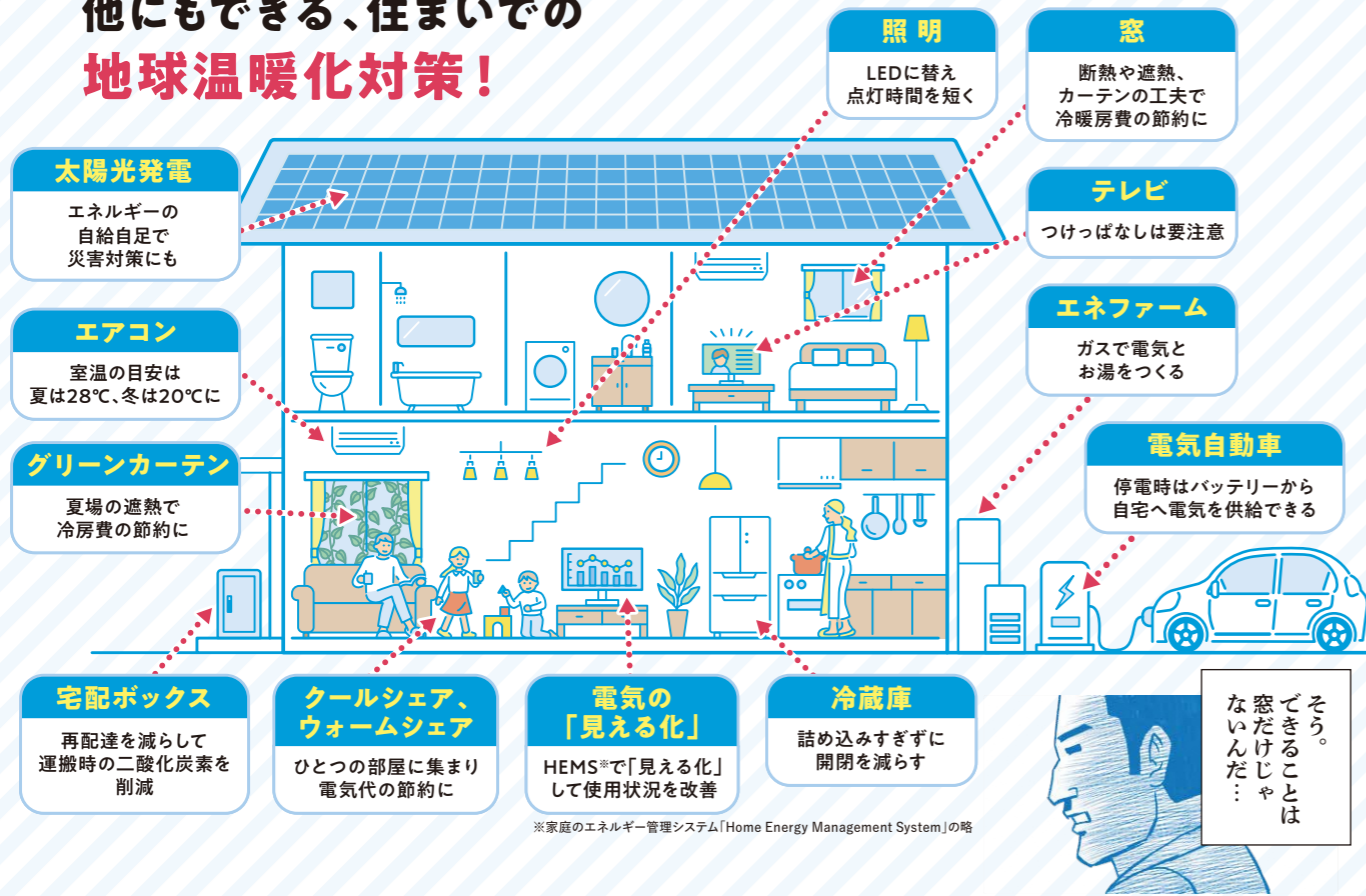 他にもできる、住まいでの
地球温暖化対策！
照明
LEDに替え
点灯時間を短く
窓
断熱や遮熱、
カーテンの工夫で
冷暖房費の節約に
太陽光発電
エネルギーの
自給自足で
災害対策にも
テレビ
つけっぱなしは要注意
エアコン
室温の目安は
夏は28℃、冬は20℃に
エネファーム
ガスで電気と
お湯をつくる
グリーンカーテン
夏場の遮熱で
冷房費の節約に
電気自動車
停電時はバッテリーから
自宅へ電気を供給できる
宅配ボックス
再配達を減らして
運搬時の二酸化炭素を
削減
クールシェア、
ウォームシェア
ひとつの部屋に集まり
電気代の節約に
電気の
「見える化」
HEMS※で「見える化」
して使用状況を改善
冷蔵庫
詰め込みすぎずに
開閉を減らす
※家庭のエネルギー管理システム「Home Energy Management System」の略
そう。
できることは
窓だけじゃ
ないんだ…